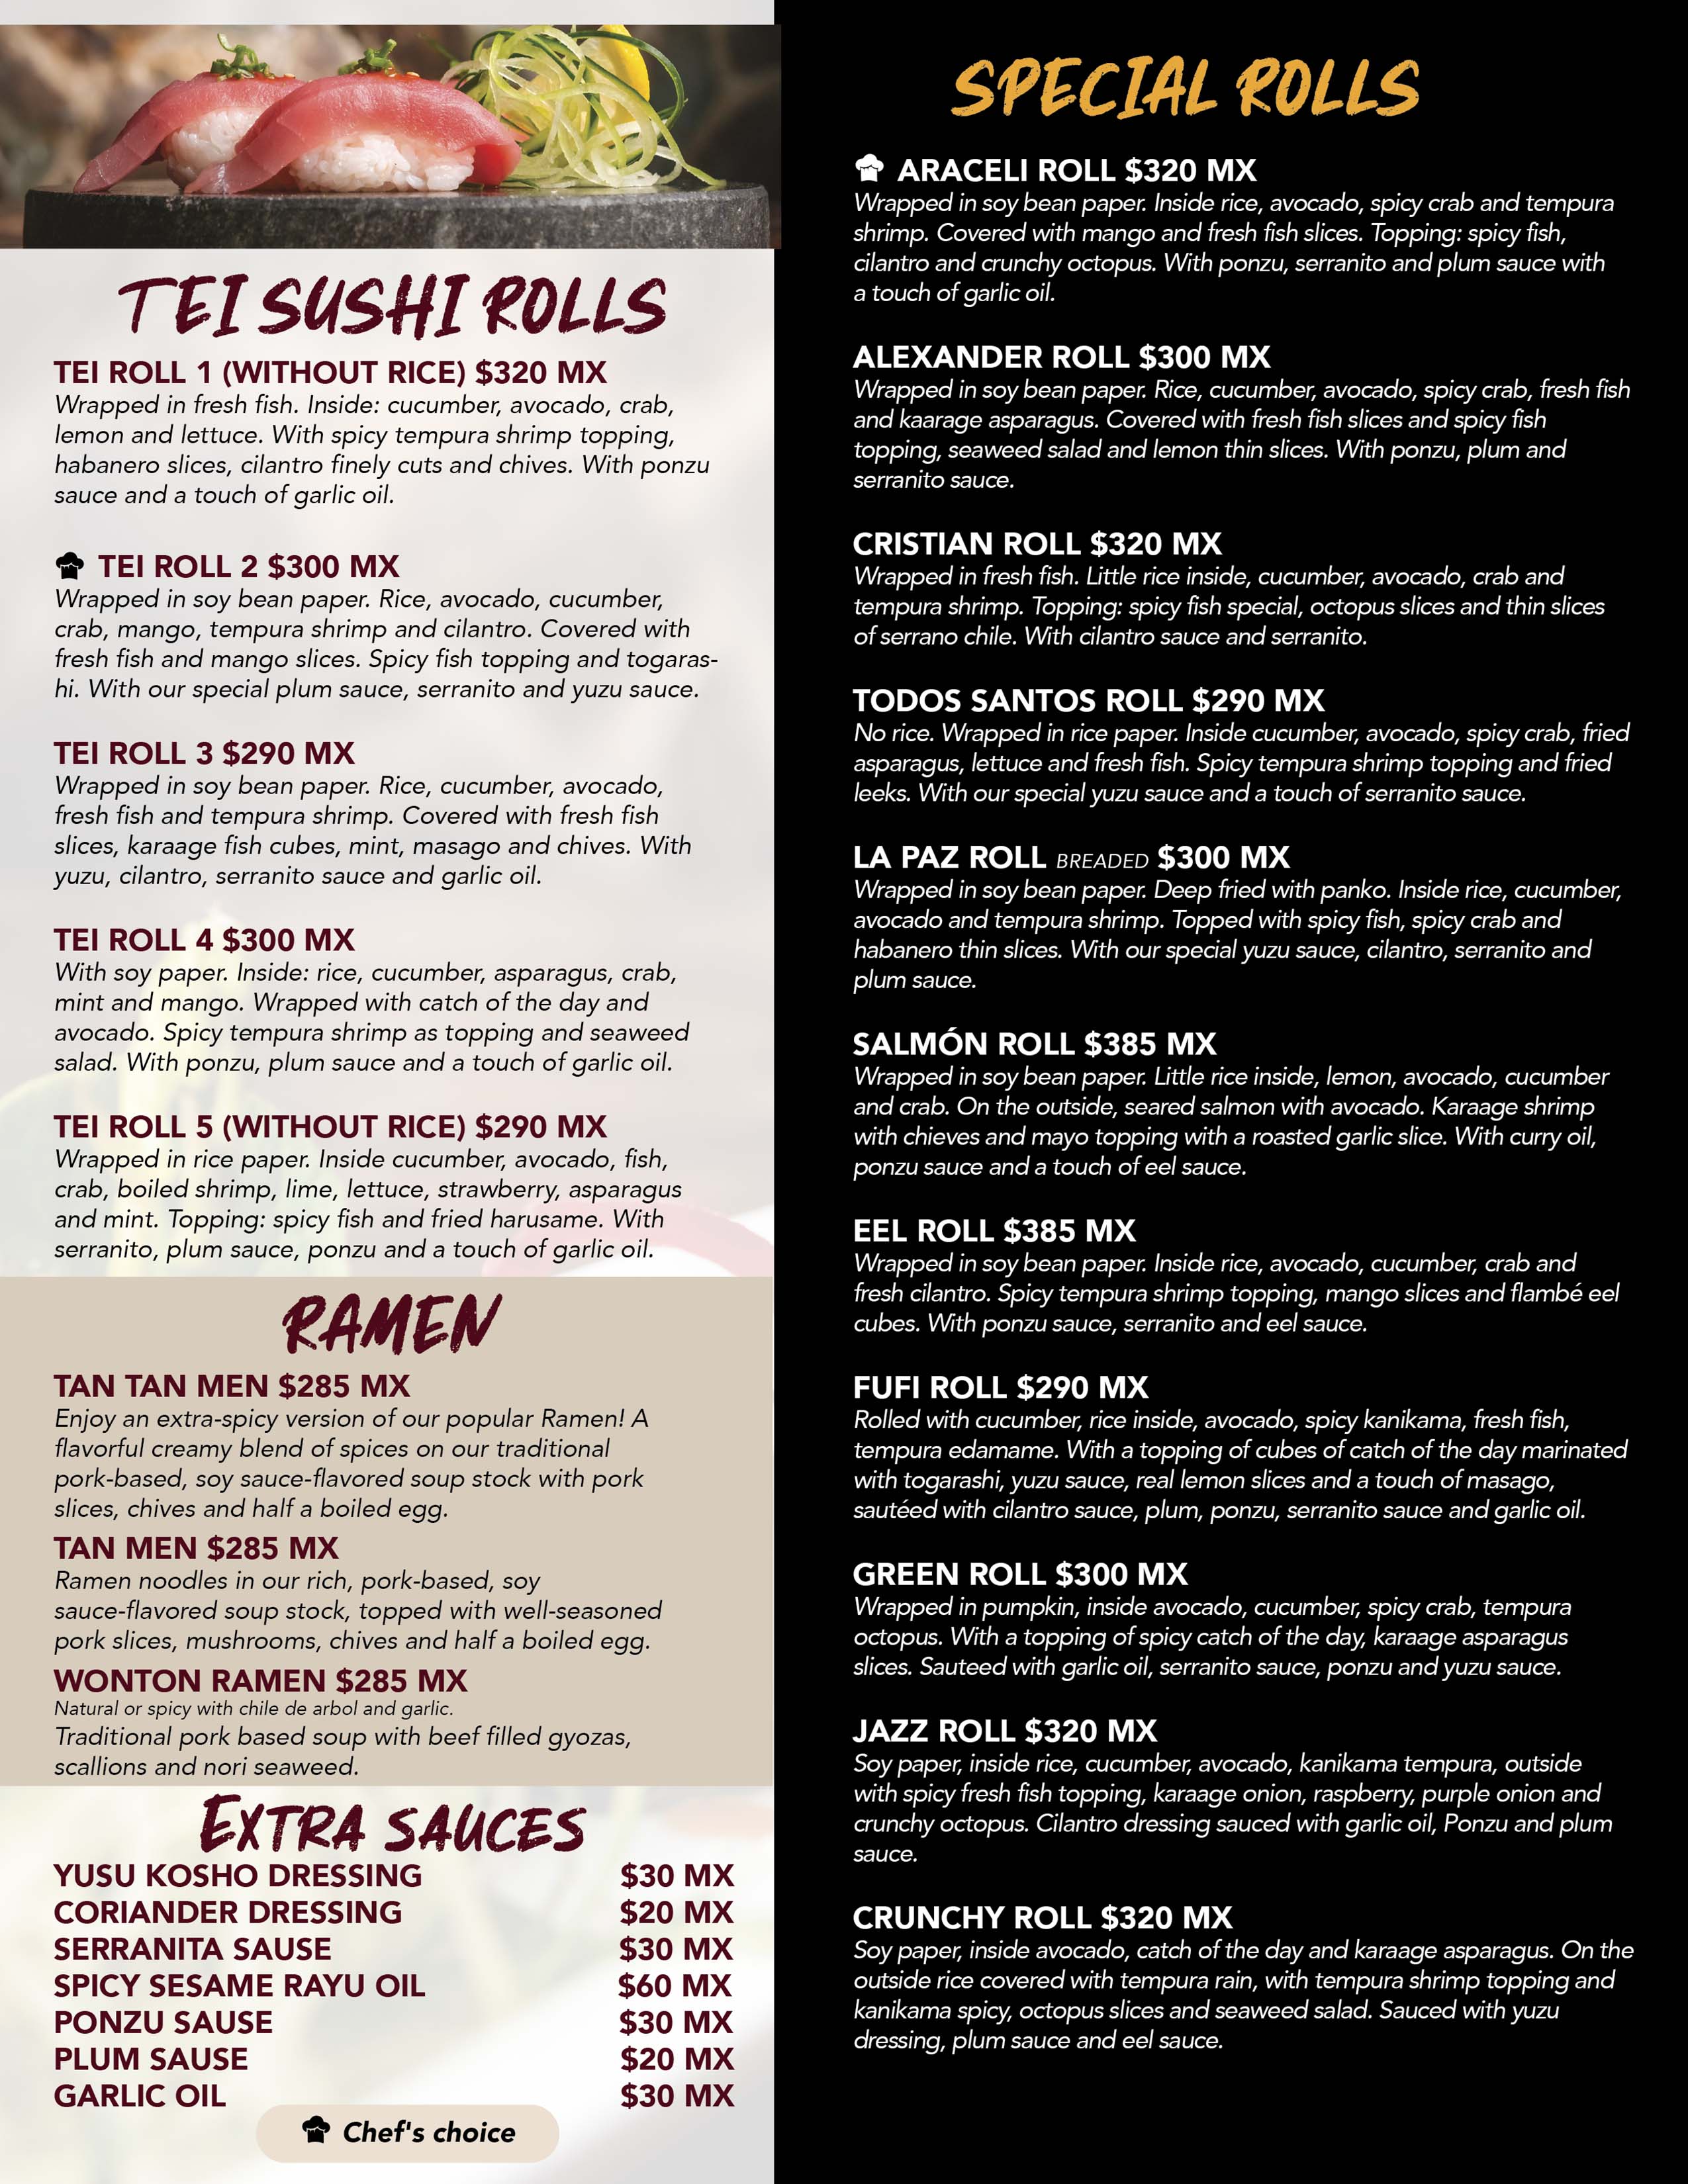 TEI SUSHI ROLLS
TEI ROLL 1 (WITHOUT RICE) $320 MX
Wrapped in fresh fish. Inside: cucumber, avocado, crab,
lemon and lettuce. With spicy tempura shrimp topping,
habanero slices, cilantro finely cuts and chives. With ponzu
sauce and a touch of garlic oil.
TEI ROLL 2 $300 MX
Wrapped in soy bean paper. Rice, avocado, cucumber,
crab, mango, tempura shrimp and cilantro. Covered with
fresh fish and mango slices. Spicy fish topping and togaras-
hi. With our special plum sauce, serranito and yuzu sauce.
TEI ROLL 3 $290 MX
Wrapped in soy bean paper. Rice, cucumber, avocado,
fresh fish and tempura shrimp. Covered with fresh fish
slices, karaage fish cubes, mint, masago and chives. With
yuzu, cilantro, serranito sauce and garlic oil.
TEI ROLL 4 $300 MX
With soy paper. Inside: rice, cucumber, asparagus, crab,
mint and mango. Wrapped with catch of the day and
avocado. Spicy tempura shrimp as topping and seaweed
salad. With ponzu, plum sauce and a touch of garlic oil.
TEI ROLL 5 (WITHOUT RICE) $290 MX
Wrapped in rice paper. Inside cucumber, avocado, fish,
crab, boiled shrimp, lime, lettuce, strawberry, asparagus
and mint. Topping: spicy fish and fried harusame. With
serranito, plum sauce, ponzu and a touch of garlic oil.
RAMEN
TAN TAN MEN $285 MX
Enjoy an extra-spicy version of our popular Ramen! A
flavorful creamy blend of spices on our traditional
pork-based, soy sauce-flavored soup stock with pork
slices, chives and half a boiled egg.
TAN MEN $285 MX
Ramen noodles in our rich, pork-based, soy
sauce-flavored soup stock, topped with well-seasoned
pork slices, mushrooms, chives and half a boiled egg.
WONTON RAMEN $285 MX
Natural or spicy with chile de arbol and garlic.
Traditional pork based soup with beef filled gyozas,
scallions and nori seaweed.
EXTRA SAUCES
YUSU KOSHO DRESSING $30 MX
CORIANDER DRESSING $20 MX
SERRANITA SAUSE $30 MX
SPICY SESAME RAYU OIL $60 MX
PONZU SAUSE $30 MX
PLUM SAUSE $20 MX
GARLIC OIL $30 MX
Chef's choice
SPECIAL ROLLS
ARACELI ROLL $320 MX
Wrapped in soy bean paper. Inside rice, avocado, spicy crab and tempura
shrimp. Covered with mango and fresh fish slices. Topping: spicy fish,
cilantro and crunchy octopus. With ponzu, serranito and plum sauce with
a touch of garlic oil.
ALEXANDER ROLL $300 MX
Wrapped in soy bean paper. Rice, cucumber, avocado, spicy crab, fresh fish
and kaarage asparagus. Covered with fresh fish slices and spicy fish
topping, seaweed salad and lemon thin slices. With ponzu, plum and
serranito sauce.
CRISTIAN ROLL $320 MX
Wrapped in fresh fish. Little rice inside, cucumber, avocado, crab and
tempura shrimp. Topping: spicy fish special, octopus slices and thin slices
of serrano chile. With cilantro sauce and serranito.
TODOS SANTOS ROLL $290 MX
No rice. Wrapped in rice paper. Inside cucumber, avocado, spicy crab, fried
asparagus, lettuce and fresh fish. Spicy tempura shrimp topping and fried
leeks. With our special yuzu sauce and a touch of serranito sauce.
LA PAZ ROLL BREADED $300 MX
Wrapped in soy bean paper. Deep fried with panko. Inside rice, cucumber,
avocado and tempura shrimp. Topped with spicy fish, spicy crab and
habanero thin slices. With our special yuzu sauce, cilantro, serranito and
plum sauce.
SALMÓN ROLL $385 MX
Wrapped in soy bean paper. Little rice inside, lemon, avocado, cucumber
and crab. On the outside, seared salmon with avocado. Karaage shrimp
with chieves and mayo topping with a roasted garlic slice. With curry oil,
ponzu sauce and a touch of eel sauce.
EEL ROLL $385 MX
Wrapped in soy bean paper. Inside rice, avocado, cucumber, crab and
fresh cilantro. Spicy tempura shrimp topping, mango slices and flambé eel
cubes. With ponzu sauce, serranito and eel sauce.
FUFI ROLL $290 MX
Rolled with cucumber, rice inside, avocado, spicy kanikama, fresh fish,
tempura edamame. With a topping of cubes of catch of the day marinated
with togarashi, yuzu sauce, real lemon slices and a touch of masago,
sautéed with cilantro sauce, plum, ponzu, serranito sauce and garlic oil.
GREEN ROLL $300 MX
Wrapped in pumpkin, inside avocado, cucumber, spicy crab, tempura
octopus. With a topping of spicy catch of the day, karaage asparagus
slices. Sauteed with garlic oil, serranito sauce, ponzu and yuzu sauce.
JAZZ ROLL $320 MX
Soy paper, inside rice, cucumber, avocado, kanikama tempura, outside
with spicy fresh fish topping, karaage onion, raspberry, purple onion and
crunchy octopus. Cilantro dressing sauced with garlic oil, Ponzu and plum
sauce.
CRUNCHY ROLL $320 MX
Soy paper, inside avocado, catch of the day and karaage asparagus. On the
outside rice covered with tempura rain, with tempura shrimp topping and
kanikama spicy, octopus slices and seaweed salad. Sauced with yuzu
dressing, plum sauce and eel sauce.